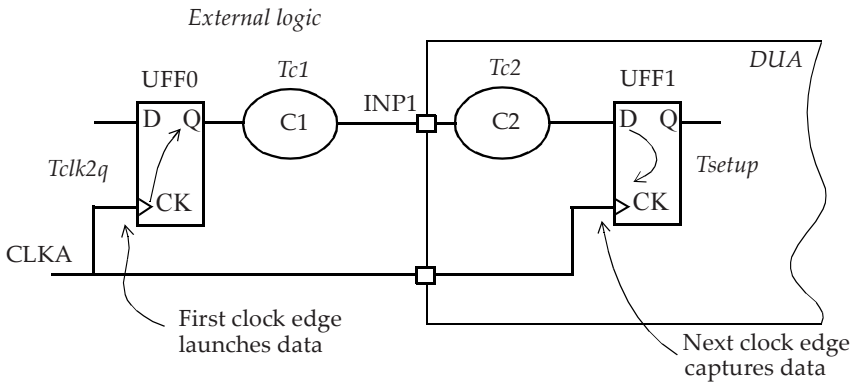 External logic
DUA
Tc1
Tc2
UFF0
UFF1
INP1
D Q
C1
C2
D Q
Tclk2q
Tsetup
CK
CK
CLKA
First clock edge
launches data
Next clock edge
captures data